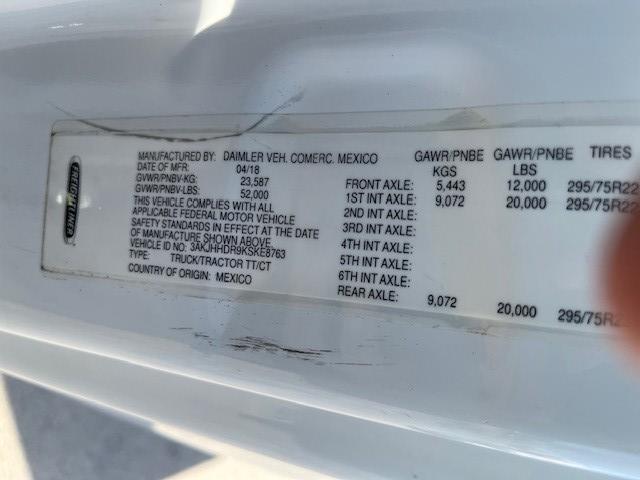 FREIGHTLINER
MANUFACTURED BY: DAIMLER VEH. COMERC. MEXICO
DATE OF MFR: 04/18
GVWR/PNBV-KG: 23,587
GVWR/PNBV-LBS: 52,000
THIS VEHICLE COMPLIES WITH ALL
APPLICABLE FEDERAL MOTOR VEHICLE
SAFETY STANDARDS IN EFFECT AT THE DATE
OF MANUFACTURE SHOWN ABOVE.
VEHICLE ID NO: 3AKJHHDR9KSKE8763
TYPE: TRUCK/TRACTOR TT/CT
COUNTRY OF ORIGIN: MEXICO
GAWR/PNBE GAWR/PNBE TIRES
KGS LBS
FRONT AXLE: 5,443 12,000 295/75R22
1ST INT AXLE: 9,072 20,000 295/75R22
2ND INT AXLE:
3RD INT AXLE:
4TH INT AXLE:
5TH INT AXLE:
6TH INT AXLE:
REAR AXLE: 9,072 20,000 295/75R22